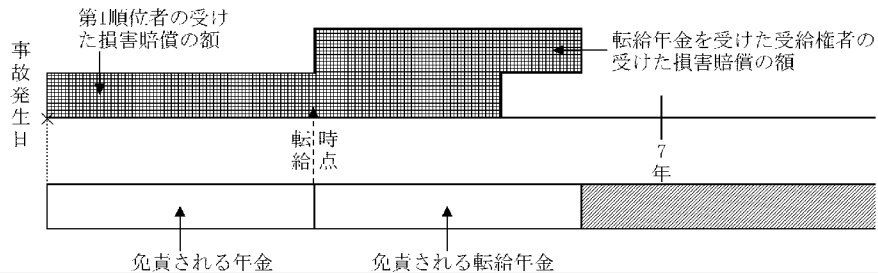 第1順位者の受け
た損害賠償の額
転給年金を受けた受給権者の
受けた損害賠償の額
事故発生日
転給時点
7年
免責される年金
免責される転給年金